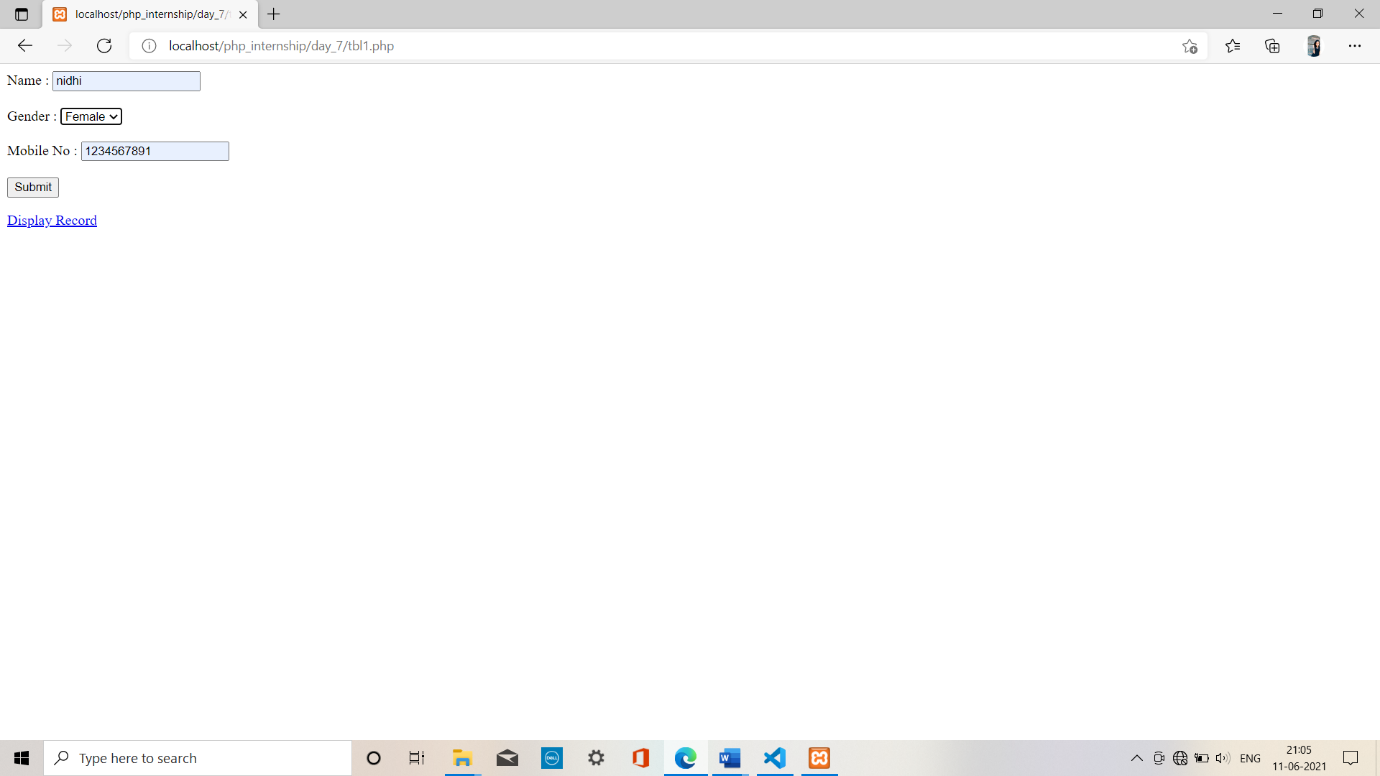 localhost/php_internship/day_7/
localhost/php_internship/day_7/tbl1.php
Name : nidhi
Gender : Female
Mobile No : 1234567891
Submit
Display Record
Type here to search
DELL
ENG
21:05
11-06-2021